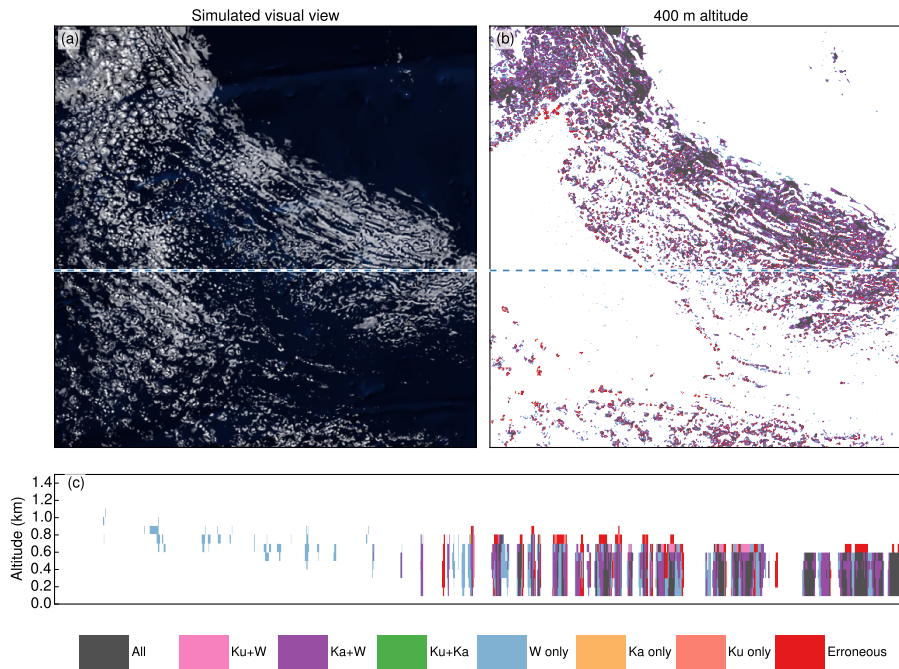 Simulated visual view
400 m altitude
(a)
(b)
(c)
Altitude (km)
1.4
1.2
1.0
0.8
0.6
0.4
0.2
0.0
All
Ku+W
Ka+W
Ku+Ka
W only
Ka only
Ku only
Erroneous